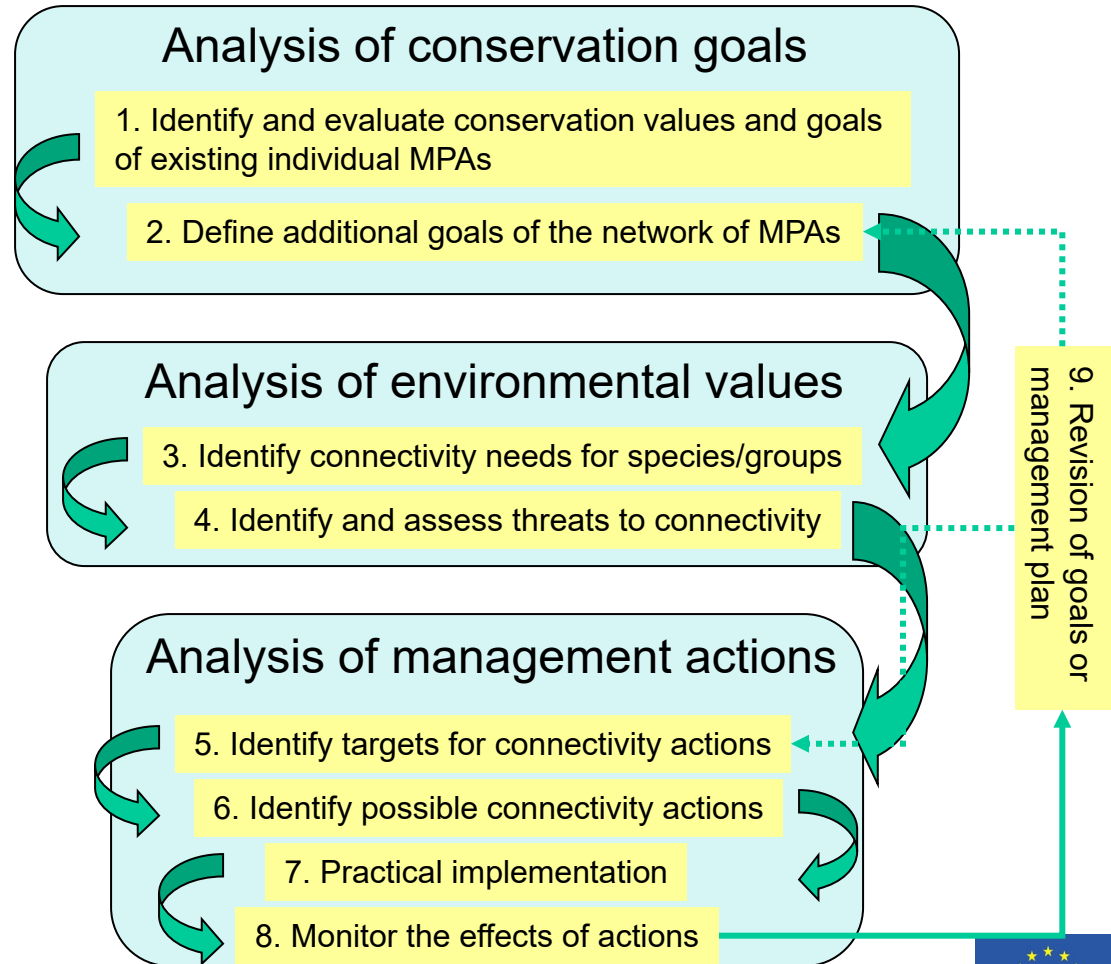 Analysis of conservation goals
1. Identify and evaluate conservation values and goals
of existing individual MPAs
2. Define additional goals of the network of MPAs
Analysis of environmental values
3. Identify connectivity needs for species/groups
4. Identify and assess threats to connectivity
Analysis of management actions
5. Identify targets for connectivity actions
6. Identify possible connectivity actions
7. Practical implementation
8. Monitor the effects of actions
9. Revision of goals or
management plan